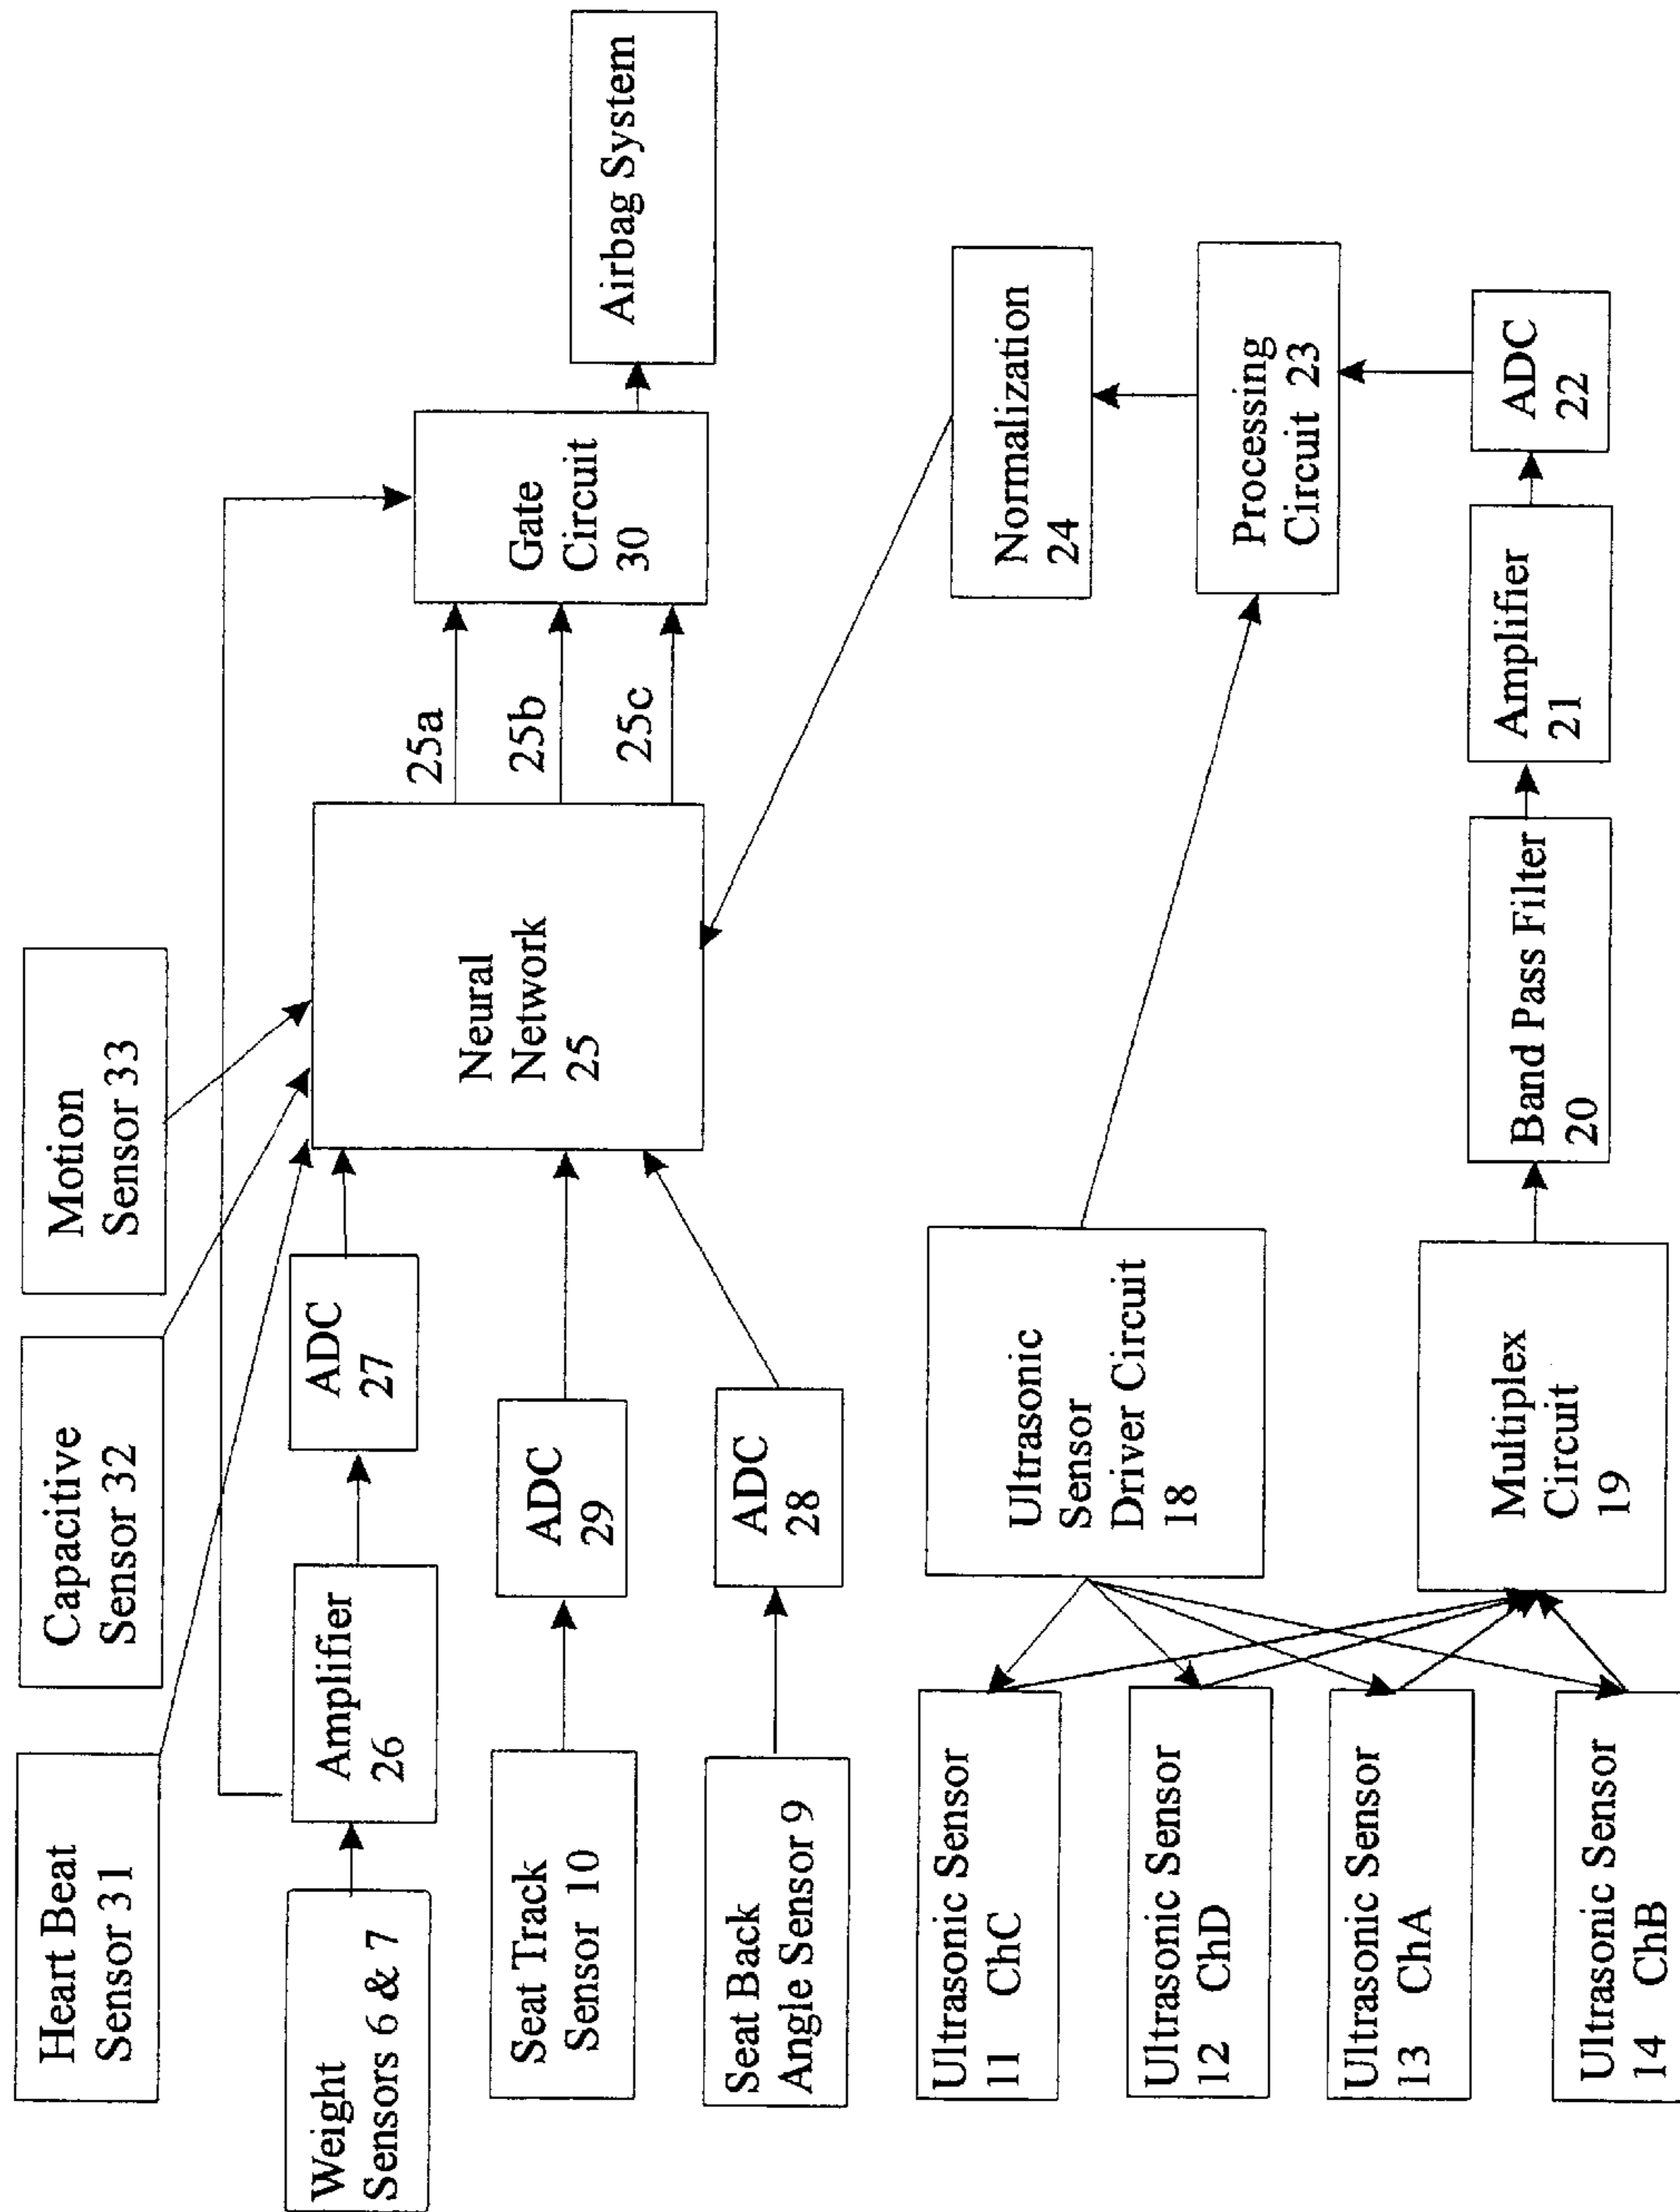 Heart Beat
Sensor 31
Capacitive
Sensor 32
Motion
Sensor 33
Weight
Sensors 6 & 7
Amplifier
26
ADC
27
Seat Track
Sensor 10
ADC
29
Seat Back
Angle Sensor 9
ADC
28
Neural
Network
25
25a
25b
25c
Gate
Circuit
30
Airbag System
Ultrasonic Sensor
11 ChC
Ultrasonic Sensor
12 ChD
Ultrasonic Sensor
13 ChA
Ultrasonic Sensor
14 ChB
Ultrasonic
Sensor
Driver Circuit
18
Multiplex
Circuit
19
Band Pass Filter
20
Amplifier
21
ADC
22
Processing
Circuit 23
Normalization
24